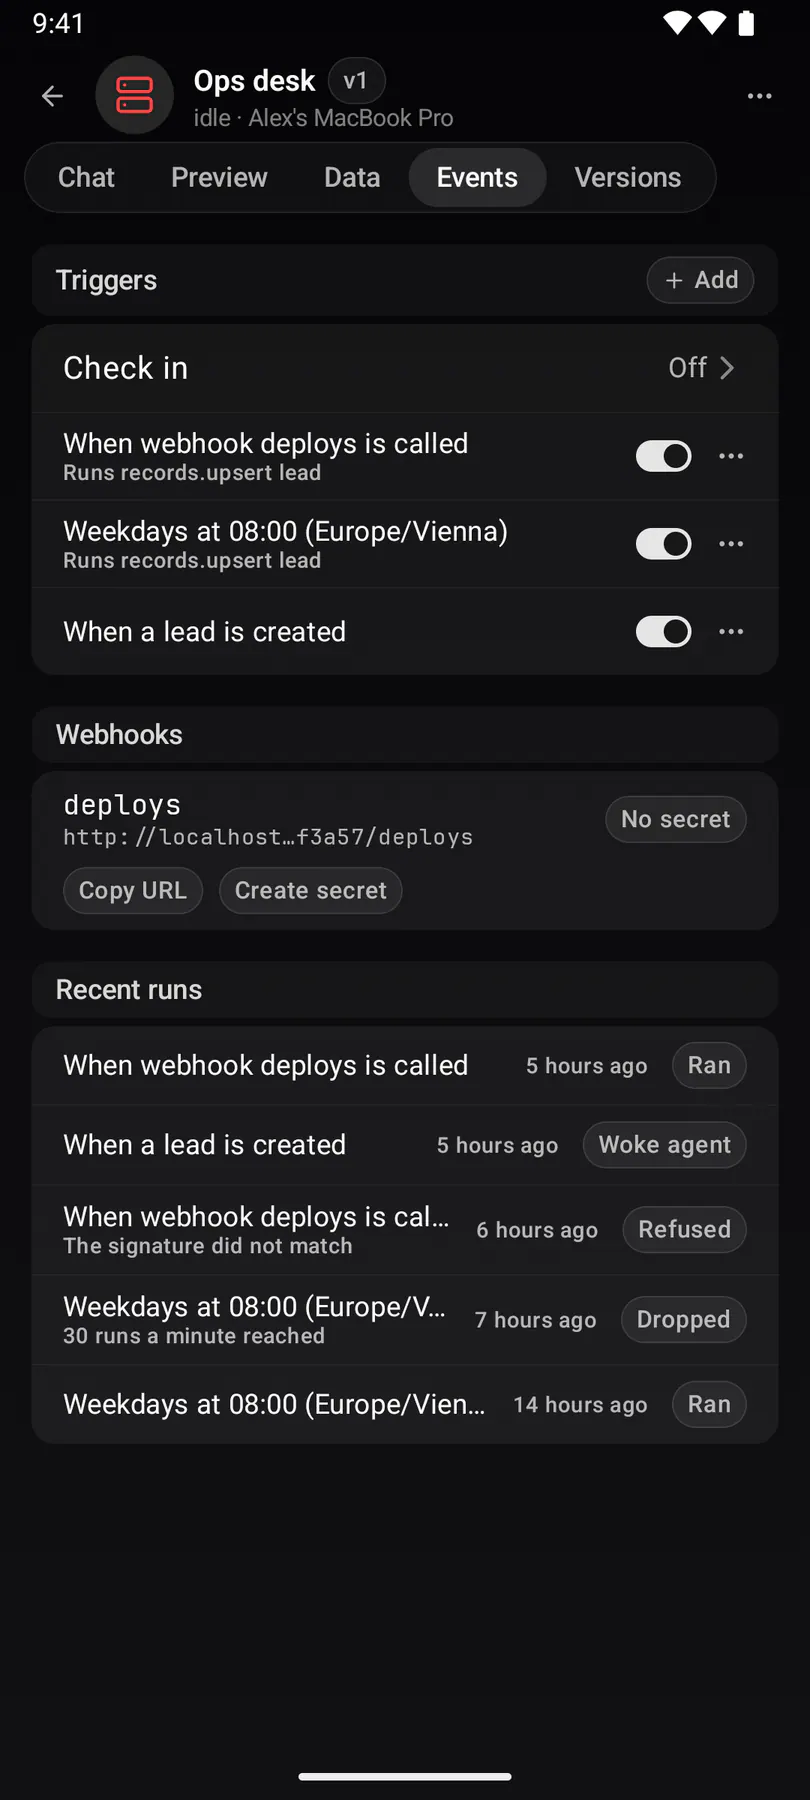 9:41
Ops desk v1
idle · Alex's MacBook Pro
Chat Preview Data Events Versions
Triggers + Add
Check in Off
When webhook deploys is called
Runs records.upsert lead
Weekdays at 08:00 (Europe/Vienna)
Runs records.upsert lead
When a lead is created
Webhooks
deploys
http://localhost…f3a57/deploys
No secret
Copy URL Create secret
Recent runs
When webhook deploys is called 5 hours ago Ran
When a lead is created 5 hours ago Woke agent
When webhook deploys is cal… 6 hours ago Refused
The signature did not match
Weekdays at 08:00 (Europe/V… 7 hours ago Dropped
30 runs a minute reached
Weekdays at 08:00 (Europe/Vien… 14 hours ago Ran